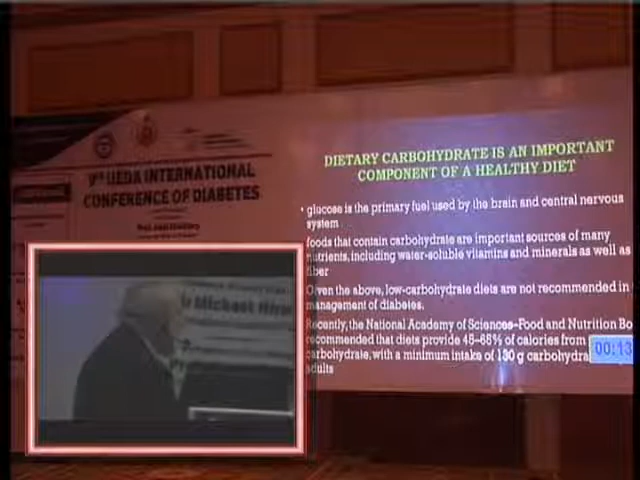 UEDA INTERNATIONAL
CONFERENCE OF DIABETES
DIETARY CARBOHYDRATE IS AN IMPORTANT
COMPONENT OF A HEALTHY DIET
• glucose is the primary fuel used by the brain and central nervous
system
foods that contain carbohydrate are important sources of many
nutrients, including water-soluble vitamins and minerals as well as
fiber
Given the above, low-carbohydrate diets are not recommended in
management of diabetes.
Recently, the National Academy of Sciences-Food and Nutrition Bo
recommended that diets provide 45-65% of calories from
carbohydrate, with a minimum intake of 130 g carbohydra
adults
00:13
Michael